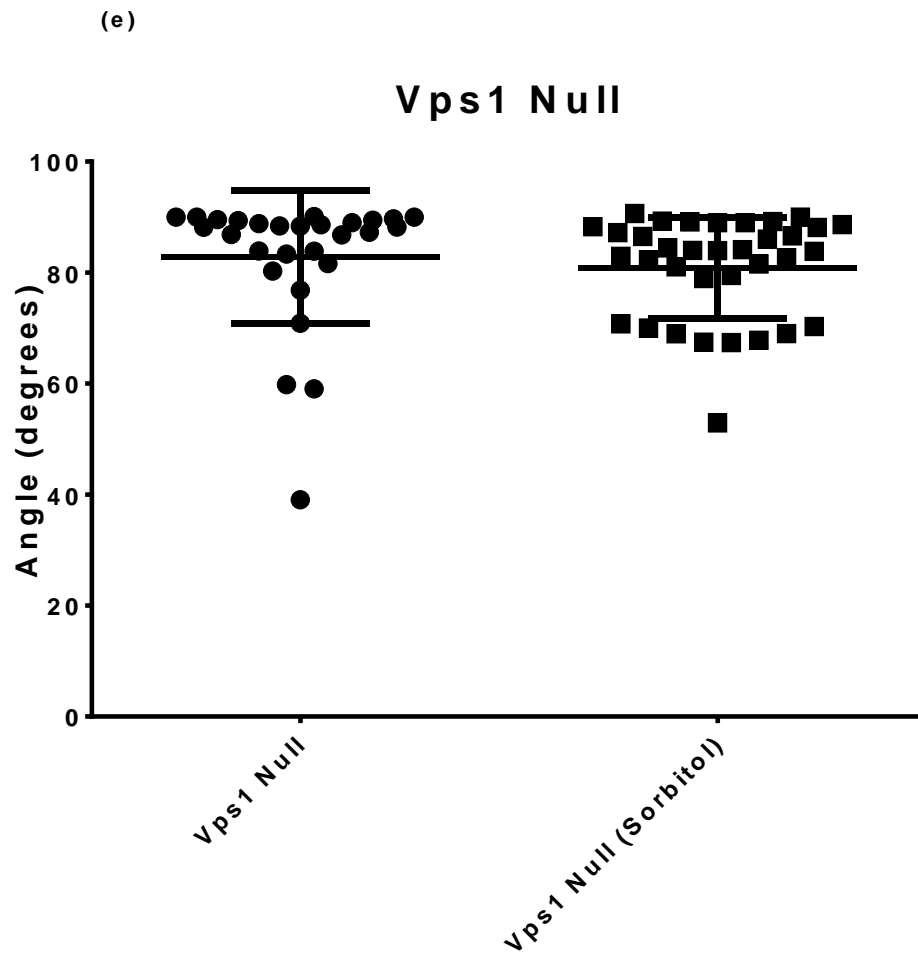 (e)
Vps1 Null
100
80
60
40
20
0
Angle (degrees)
Vps1 Null
Vps1 Null (Sorbitol)